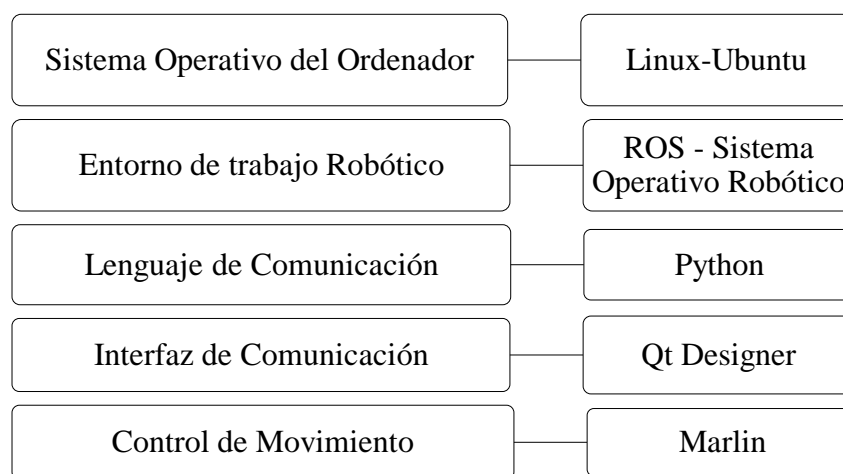 Sistema Operativo del Ordenador
Linux-Ubuntu
Entorno de trabajo Robótico
ROS - Sistema
Operativo Robótico
Lenguaje de Comunicación
Python
Interfaz de Comunicación
Qt Designer
Control de Movimiento
Marlin